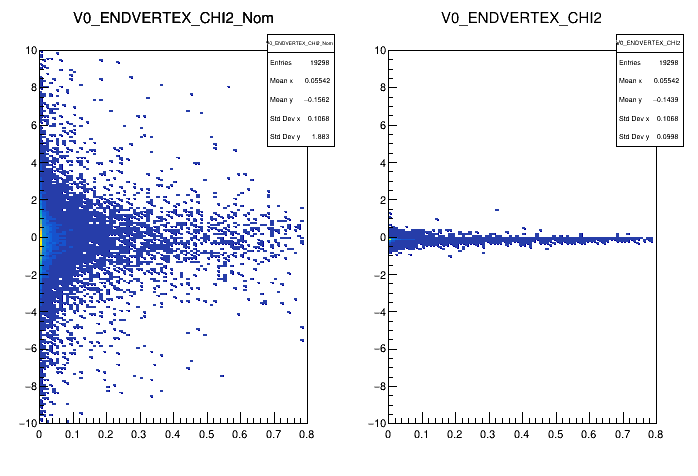 V0_ENDVERTEX_CHI2_Nom
V0_ENDVERTEX_CHI2_Nom
Entries 19298
Mean x 0.05542
Mean y −0.1562
Std Dev x 0.1068
Std Dev y 1.883
10
8
6
4
2
0
−2
−4
−6
−8
−10
0 0.1 0.2 0.3 0.4 0.5 0.6 0.7 0.8
V0_ENDVERTEX_CHI2
V0_ENDVERTEX_CHI2
Entries 19298
Mean x 0.05542
Mean y −0.1439
Std Dev x 0.1068
Std Dev y 0.0998
10
8
6
4
2
0
−2
−4
−6
−8
−10
0 0.1 0.2 0.3 0.4 0.5 0.6 0.7 0.8